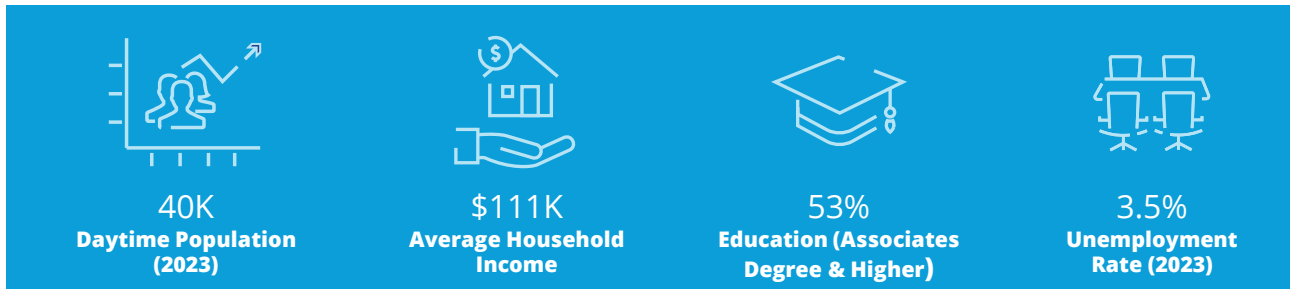 $
40K
Daytime Population
(2023)
$111K
Average Household
Income
53%
Education (Associates
Degree & Higher)
3.5%
Unemployment
Rate (2023)